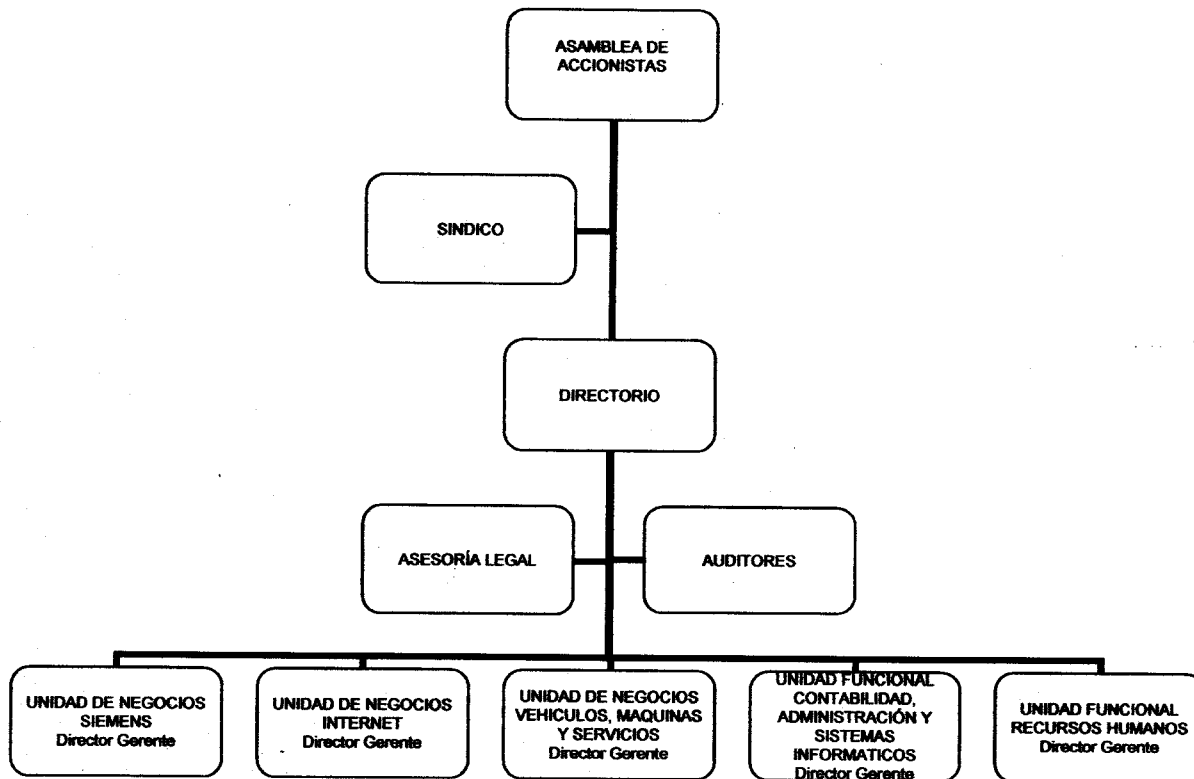 ASAMBLEA DE
ACCIONISTAS
SINDICO
DIRECTORIO
ASESORÍA LEGAL
AUDITORES
UNIDAD DE NEGOCIOS
SIEMENS
Director Gerente
UNIDAD DE NEGOCIOS
INTERNET
Director Gerente
UNIDAD DE NEGOCIOS
VEHICULOS, MAQUINAS
Y SERVICIOS
Director Gerente
UNIDAD FUNCIONAL
CONTABILIDAD,
ADMINISTRACIÓN Y
SISTEMAS
INFORMATICOS
Director Gerente
UNIDAD FUNCIONAL
RECURSOS HUMANOS
Director Gerente